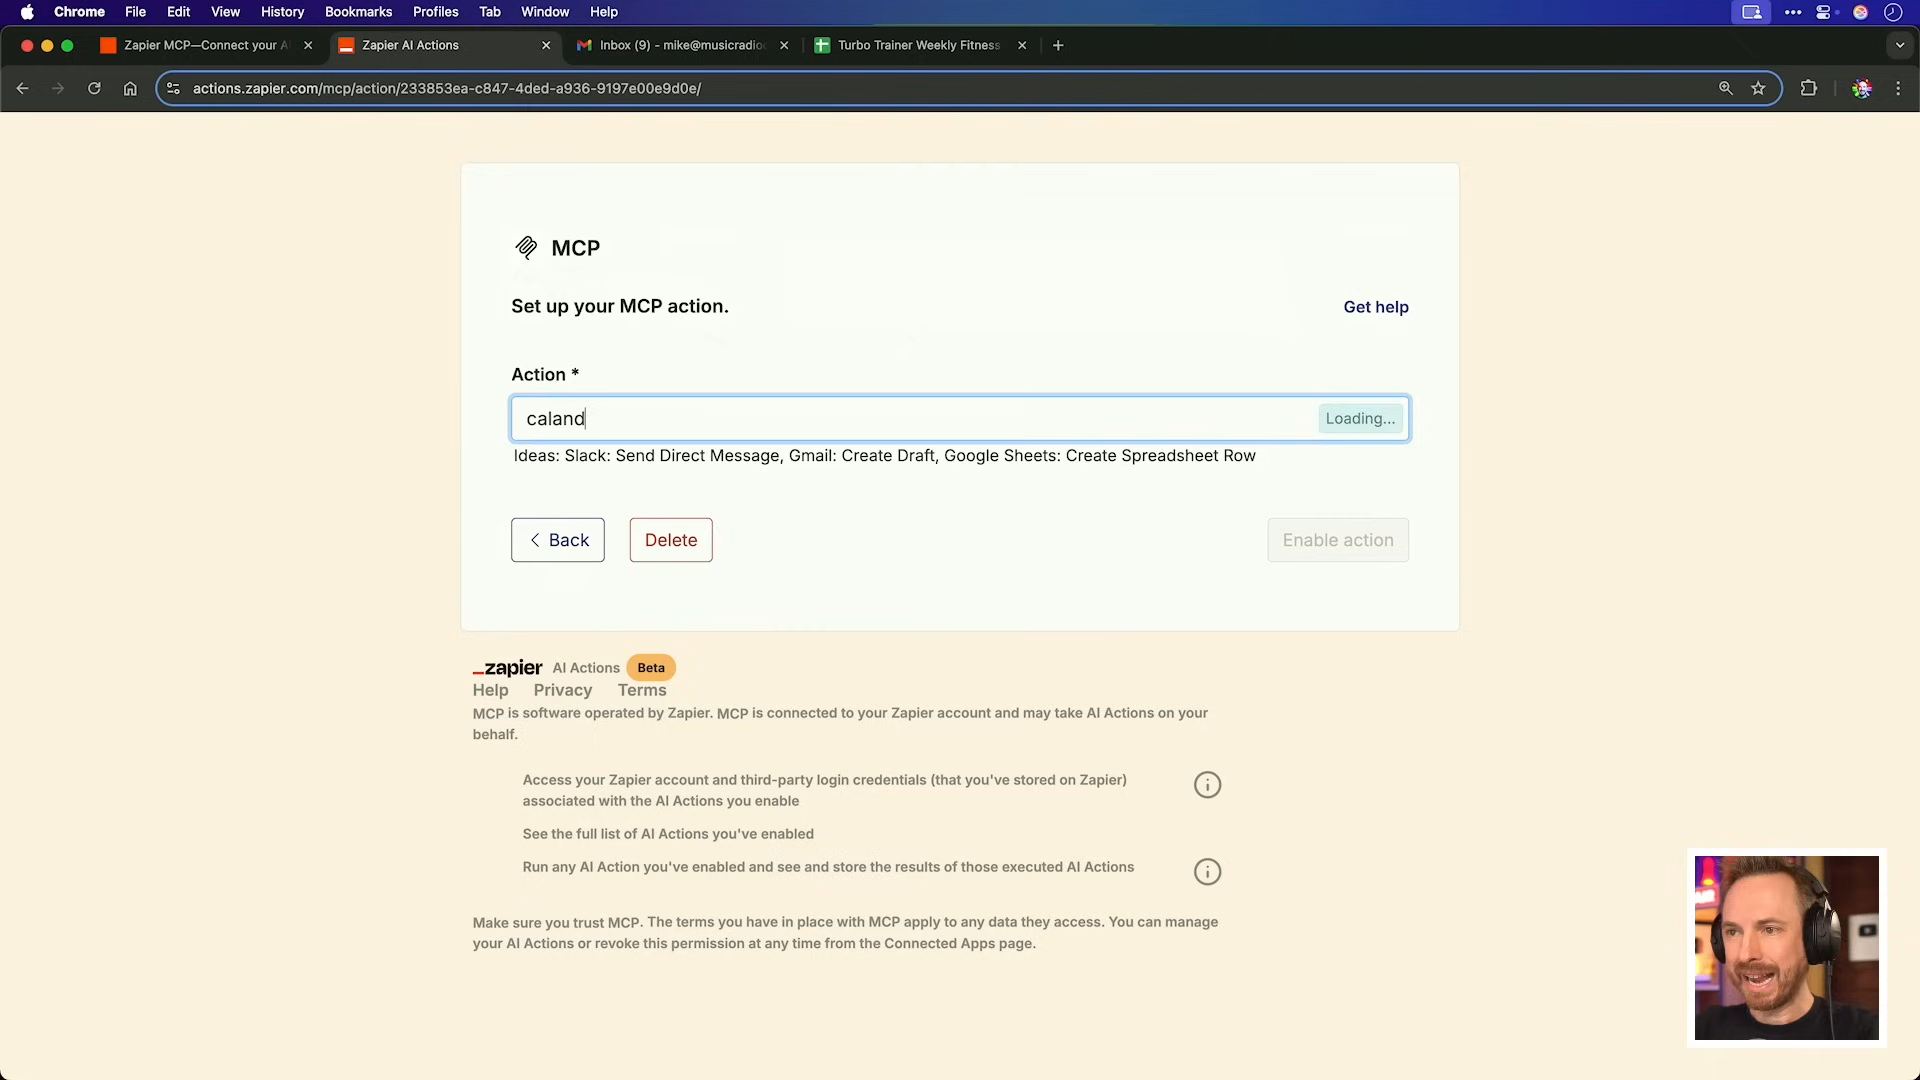 Chrome File Edit View History Bookmarks Profiles Tab Window Help
Zapier MCP—Connect your A
Zapier AI Actions
Inbox (9) - mike@musicradio
Turbo Trainer Weekly Fitness
actions.zapier.com/mcp/action/233853ea-c847-4ded-a936-9197e00e9d0e/
MCP
Set up your MCP action.
Get help
Action *
caland
Loading...
Ideas: Slack: Send Direct Message, Gmail: Create Draft, Google Sheets: Create Spreadsheet Row
Back
Delete
Enable action
_zapier AI Actions Beta
Help Privacy Terms
MCP is software operated by Zapier. MCP is connected to your Zapier account and may take AI Actions on your
behalf.
Access your Zapier account and third-party login credentials (that you've stored on Zapier)
associated with the AI Actions you enable
See the full list of AI Actions you've enabled
Run any AI Action you've enabled and see and store the results of those executed AI Actions
Make sure you trust MCP. The terms you have in place with MCP apply to any data they access. You can manage
your AI Actions or revoke this permission at any time from the Connected Apps page.